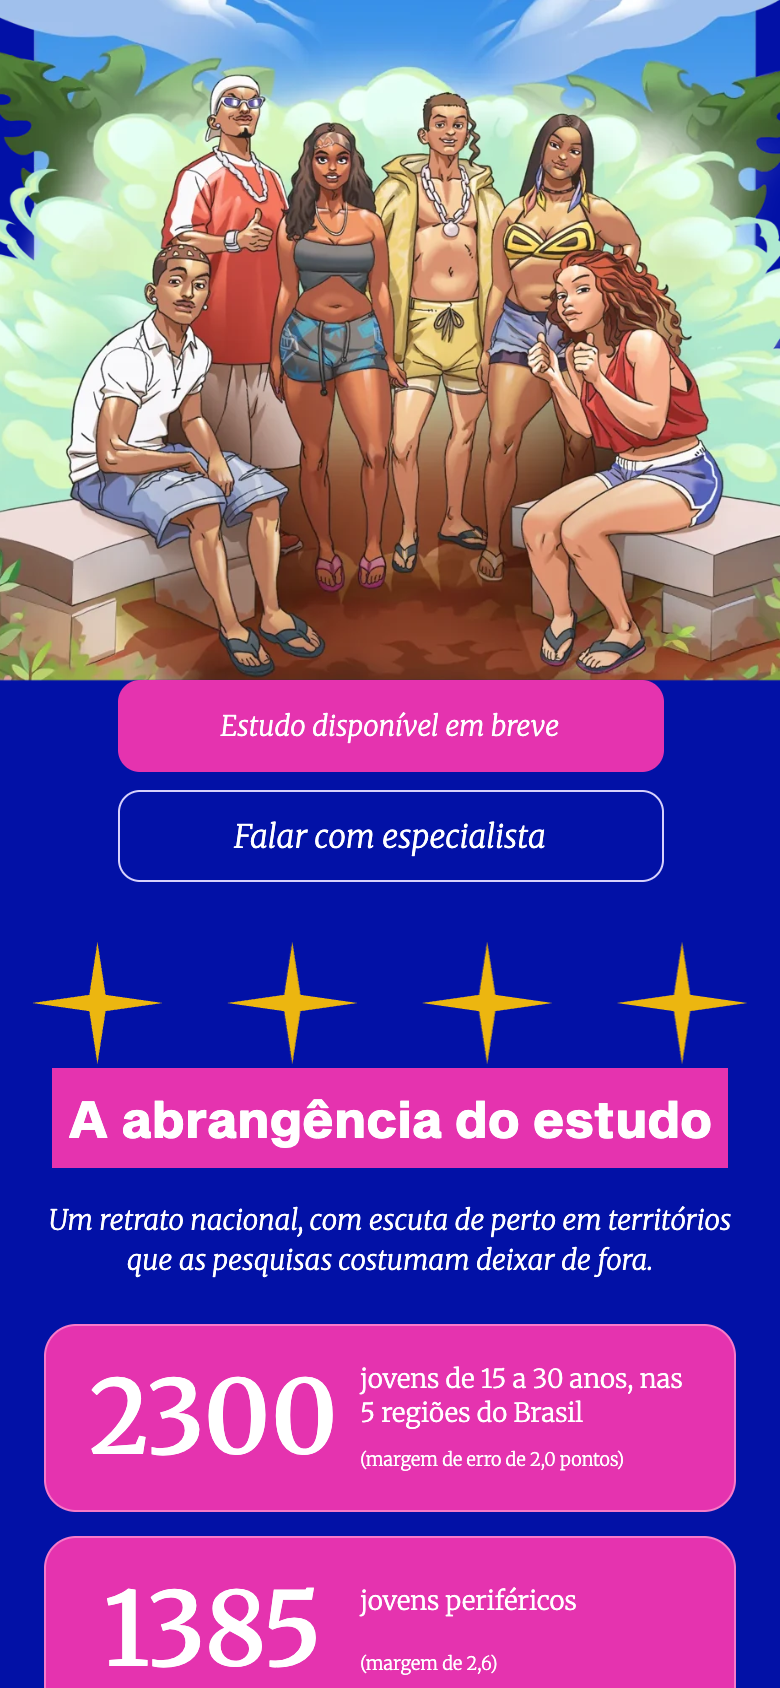 Estudo disponível em breve
Falar com especialista
A abrangência do estudo
Um retrato nacional, com escuta de perto em territórios
que as pesquisas costumam deixar de fora.
2300
jovens de 15 a 30 anos, nas
5 regiões do Brasil
(margem de erro de 2,0 pontos)
1385
jovens periféricos
(margem de 2,6)